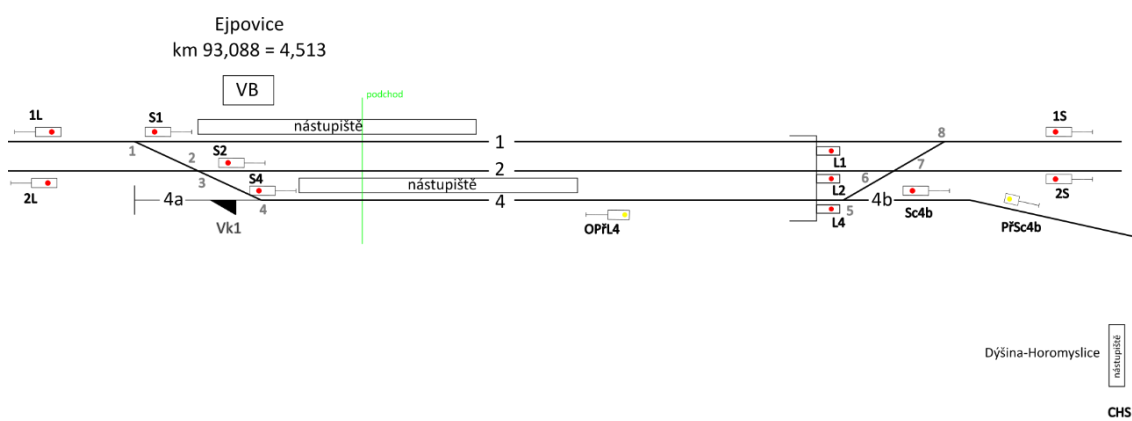 Ejpovice
km 93,088 = 4,513
VB
podchod
1L
S1
nástupiště
1
8
1S
1
2
S2
L1
7
2
3
S4
nástupiště
6
L2
2L
4a
4
Vk1
4
5
4b
Sc4b
2S
L4
OPřL4
PřSc4b
Dýšina-Horomyslice
nástupiště
CHS